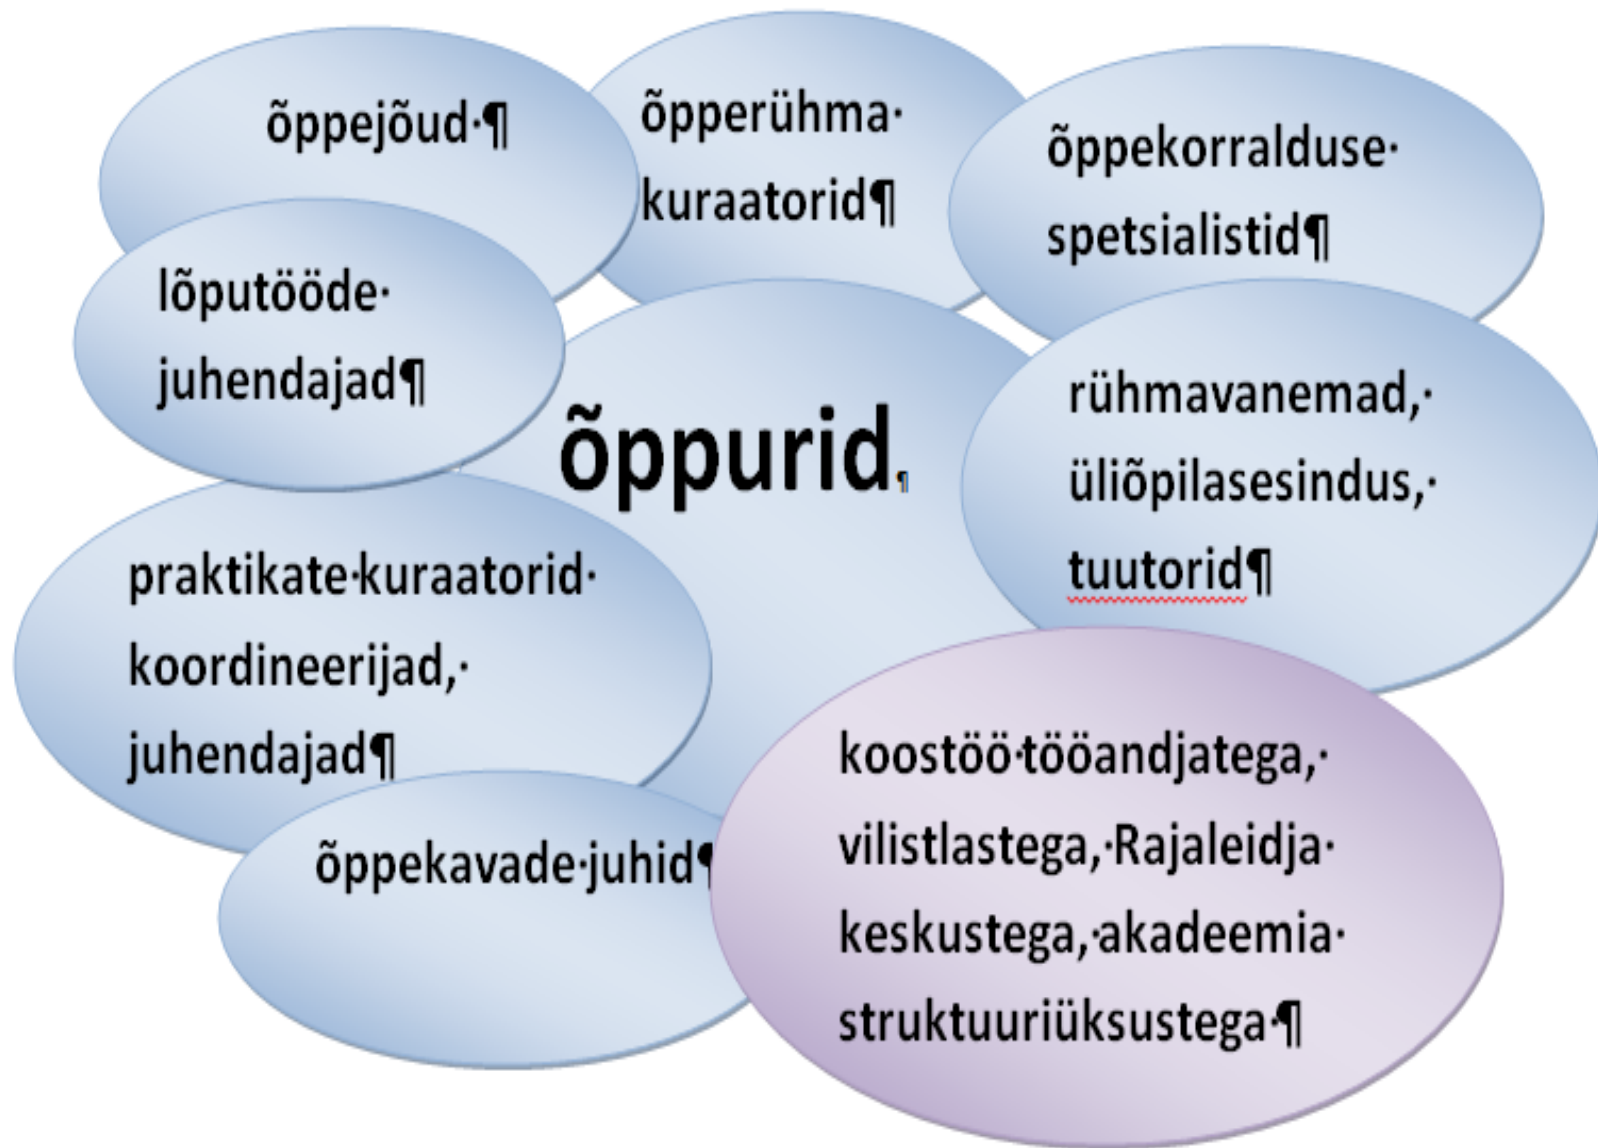 õppejõud·¶
õpperühma·
kuraatorid¶
õppekorralduse·
spetsialistid¶
lõputööde·
juhendajad¶
õppurid¶
rühmavanemad,·
üliõpilasesindus,·
tuutorid¶
praktikate·kuraatorid·
koordineerijad,·
juhendajad¶
õppekavade·juhid¶
koostöö·tööandjatega,·
vilistlastega,·Rajaleidja·
keskustega,·akadeemia·
struktuuriüksustega·¶